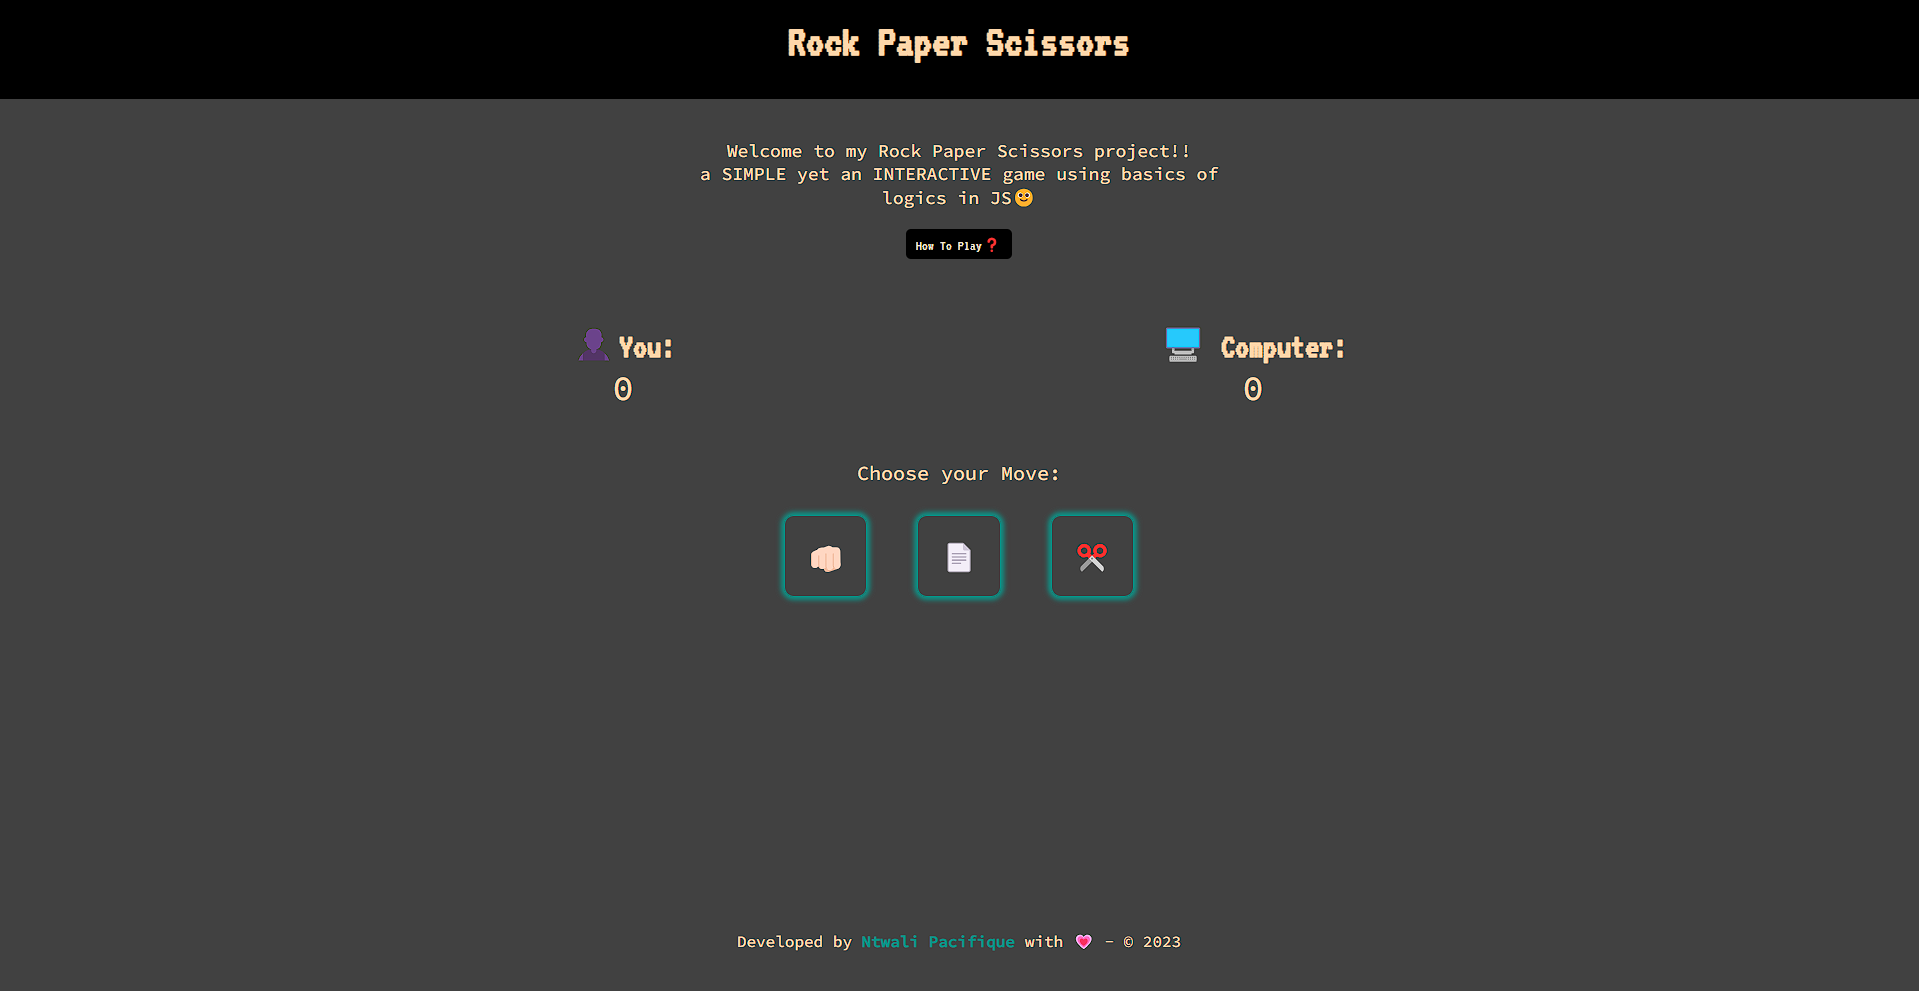 Rock Paper Scissors
Welcome to my Rock Paper Scissors project!!
a SIMPLE yet an INTERACTIVE game using basics of
logics in JS🙂
How To Play❓
You:
0
Computer:
0
Choose your Move:
Developed by Ntwali Pacifique with 💗 - © 2023